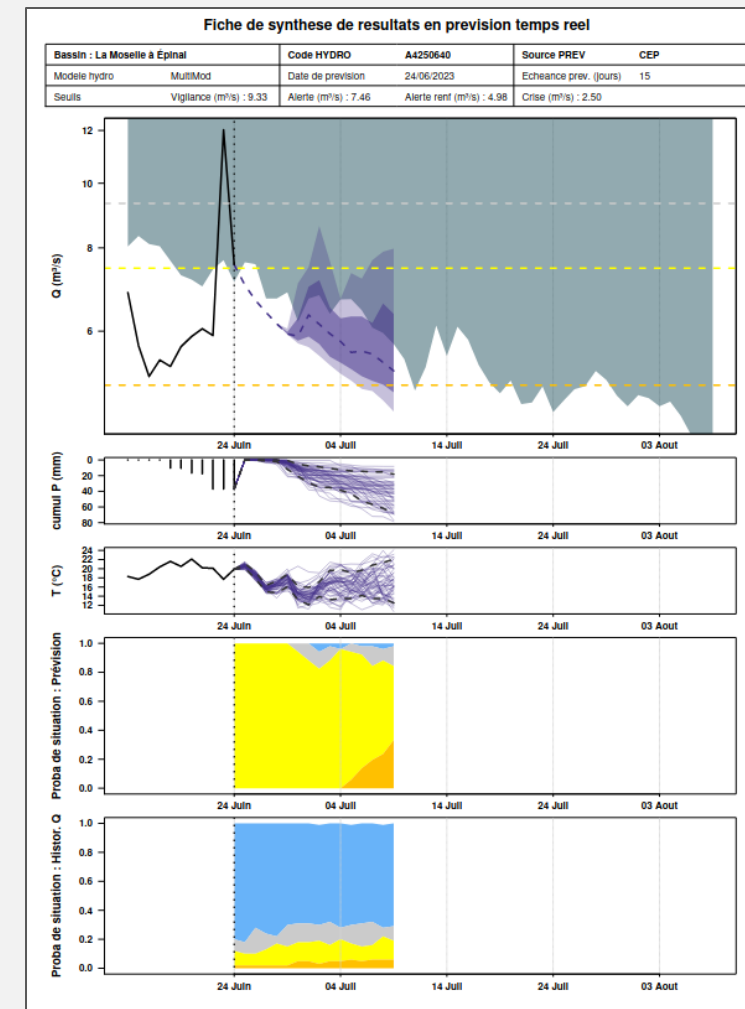 Fiche de synthese de resultats en prevision temps reel
Bassin : La Moselle à Épinal Code HYDRO A4250640 Source PREV CEP
Modele hydro MultiMod Date de prevision 24/06/2023 Echeance prev. (jours) 15
Seuils Vigilance (m³/s) : 9.33 Alerte (m³/s) : 7.46 Alerte renf (m³/s) : 4.98 Crise (m³/s) : 2.50
Q (m³/s)
12
10
8
6
24 Juin 04 Juil 14 Juil 24 Juil 03 Aout
cumul P (mm)
0
20
40
60
80
24 Juin 04 Juil 14 Juil 24 Juil 03 Aout
T (°C)
24
22
20
18
16
14
12
24 Juin 04 Juil 14 Juil 24 Juil 03 Aout
Proba de situation : Prévision
1.0
0.8
0.6
0.4
0.2
0.0
24 Juin 04 Juil 14 Juil 24 Juil 03 Aout
Proba de situation : Histor. Q
1.0
0.8
0.6
0.4
0.2
0.0
24 Juin 04 Juil 14 Juil 24 Juil 03 Aout